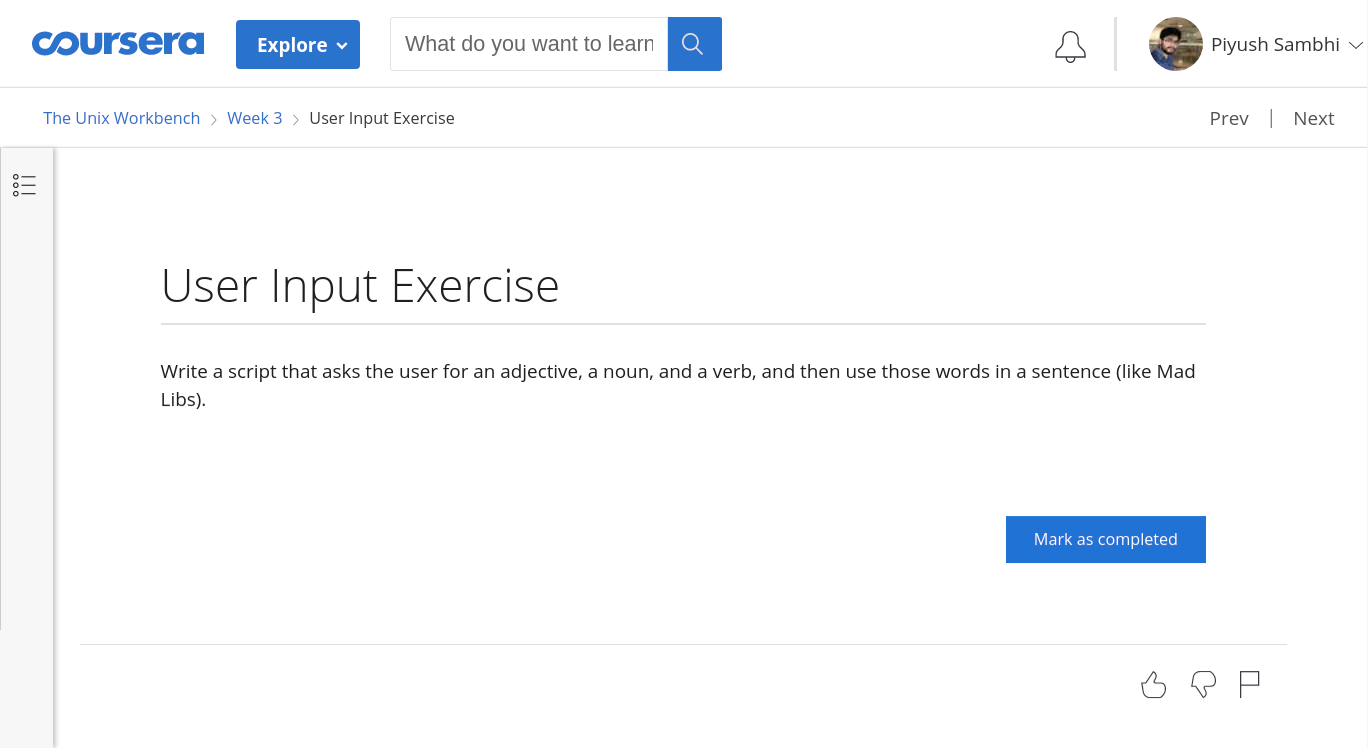 coursera
Explore
What do you want to learn
Piyush Sambhi
The Unix Workbench
Week 3
User Input Exercise
Prev
Next
User Input Exercise
Write a script that asks the user for an adjective, a noun, and a verb, and then use those words in a sentence (like Mad
Libs).
Mark as completed